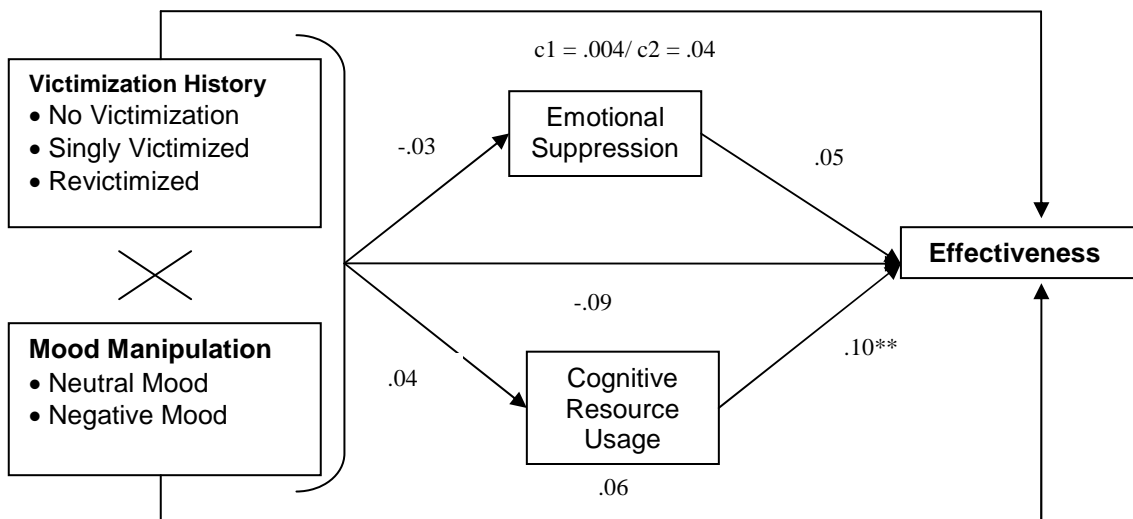 c1 = .004/ c2 = .04
Victimization History
• No Victimization
• Singly Victimized
• Revictimized
Emotional
Suppression
-.03
.05
Effectiveness
-.09
Mood Manipulation
• Neutral Mood
• Negative Mood
.04
Cognitive
Resource
Usage
.10**
.06